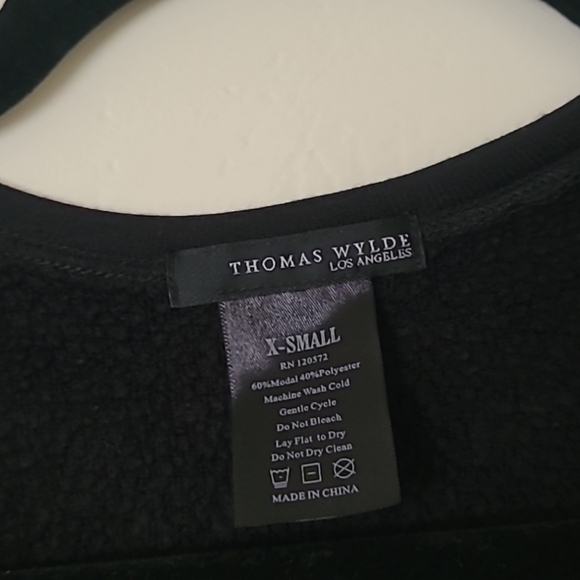 THOMAS WYLDE
LOS ANGELES
X-SMALL
RN 120572
60%Modal 40%Polyester
Machine Wash Cold
Gentle Cycle
Do Not Bleach
Lay Flat to Dry
Do Not Dry Clean
MADE IN CHINA